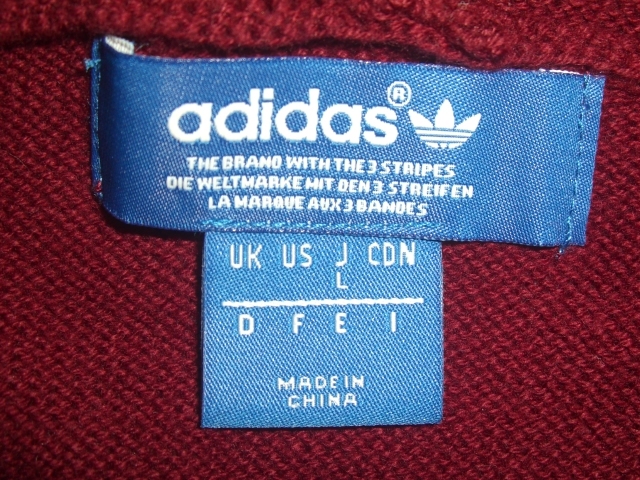 adidas®
THE BRAND WITH THE 3 STRIPES
DIE WELTMARKE MIT DEN 3 STREIFEN
LA MARQUE AUX 3 BANDES
UK US J CDN
L
D F E I
MADE IN
CHINA